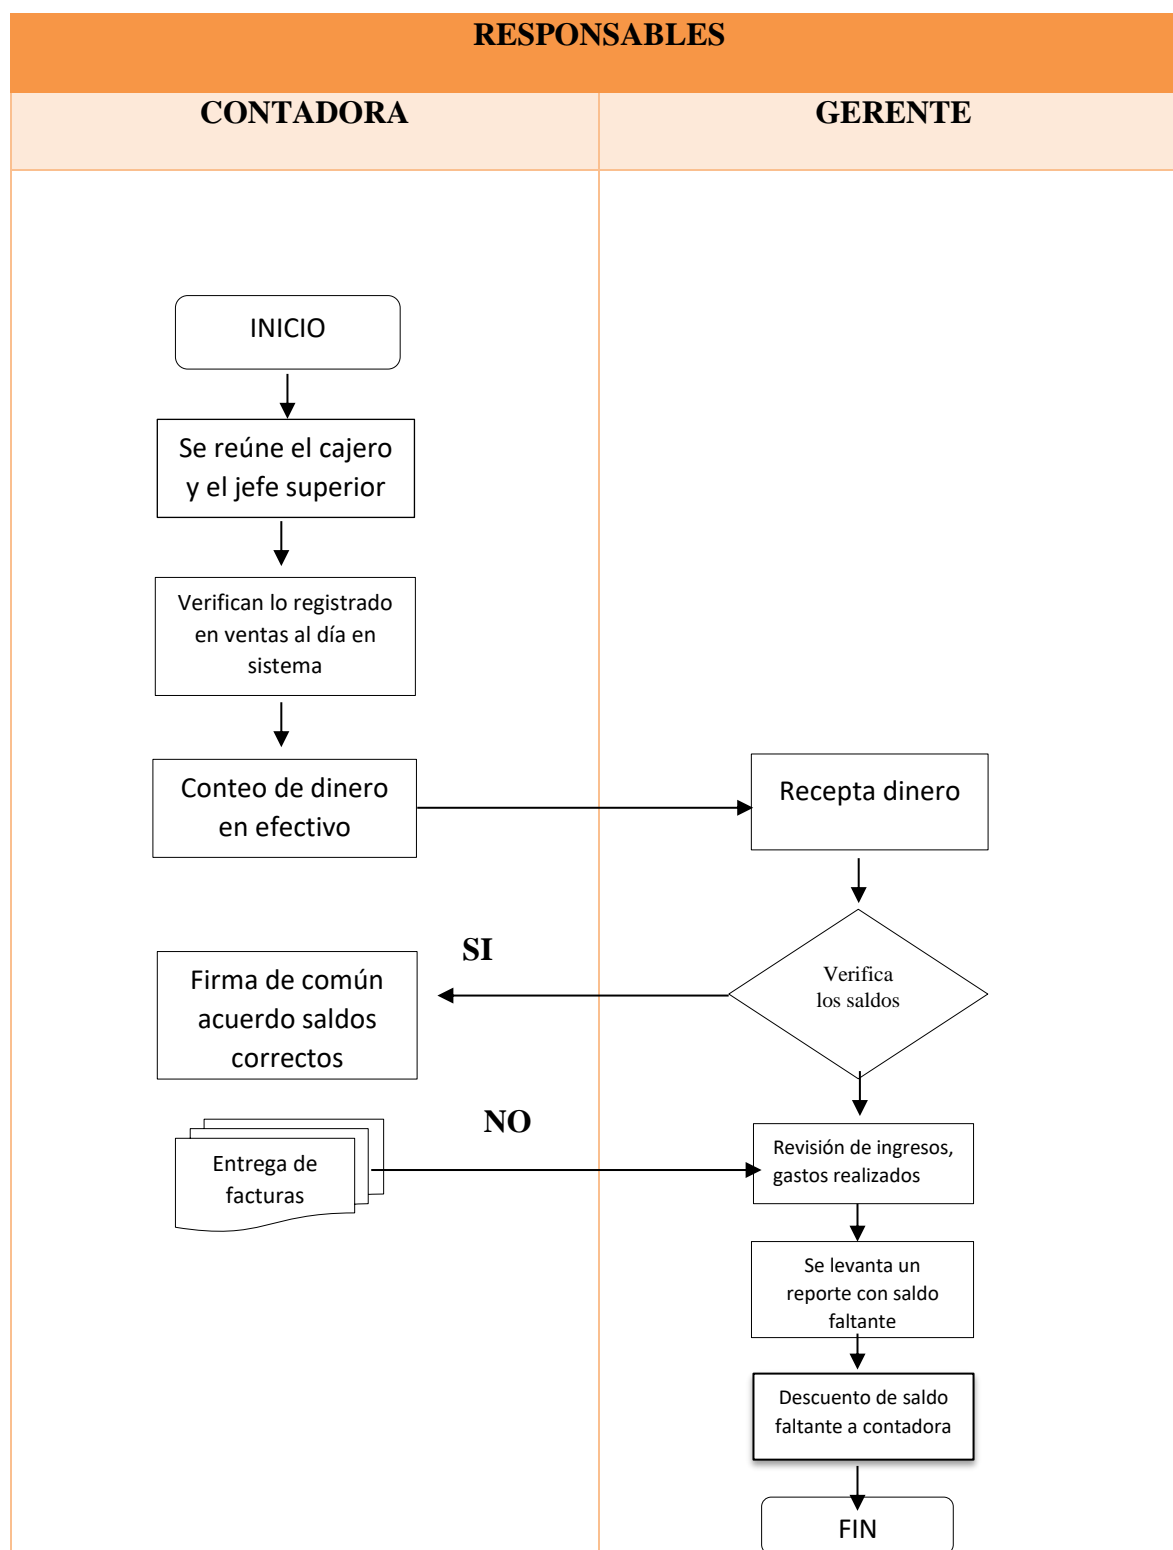 RESPONSABLES
CONTADORA
GERENTE
INICIO
Se reúne el cajero
y el jefe superior
Verifican lo registrado
en ventas al día en
sistema
Conteo de dinero
en efectivo
Recepta dinero
SI
Verifica
los saldos
Firma de común
acuerdo saldos
correctos
NO
Entrega de
facturas
Revisión de ingresos,
gastos realizados
Se levanta un
reporte con saldo
faltante
Descuento de saldo
faltante a contadora
FIN